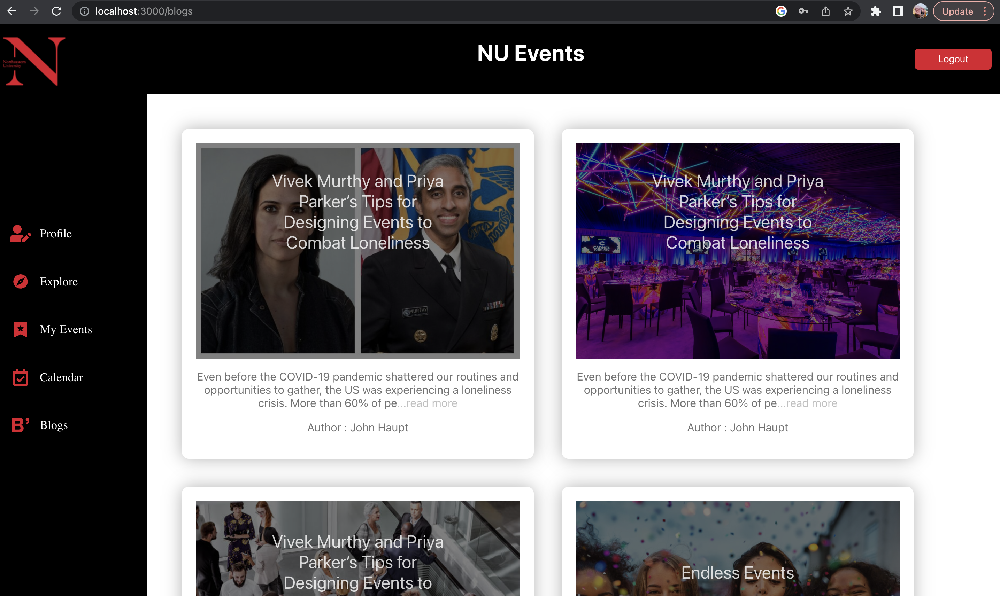 localhost:3000/blogs
Update
Northeastern
University
NU Events
Logout
Profile
Explore
My Events
Calendar
B’ Blogs
Vivek Murthy and Priya
Parker’s Tips for
Designing Events to
Combat Loneliness
MURTHY
Even before the COVID-19 pandemic shattered our routines and
opportunities to gather, the US was experiencing a loneliness
crisis. More than 60% of pe...read more
Author : John Haupt
Vivek Murthy and Priya
Parker’s Tips for
Designing Events to
Combat Loneliness
C
CARMEL
PARTNERS
CARMEL
Even before the COVID-19 pandemic shattered our routines and
opportunities to gather, the US was experiencing a loneliness
crisis. More than 60% of pe...read more
Author : John Haupt
Vivek Murthy and Priya
Parker’s Tips for
Designing Events to
Endless Events